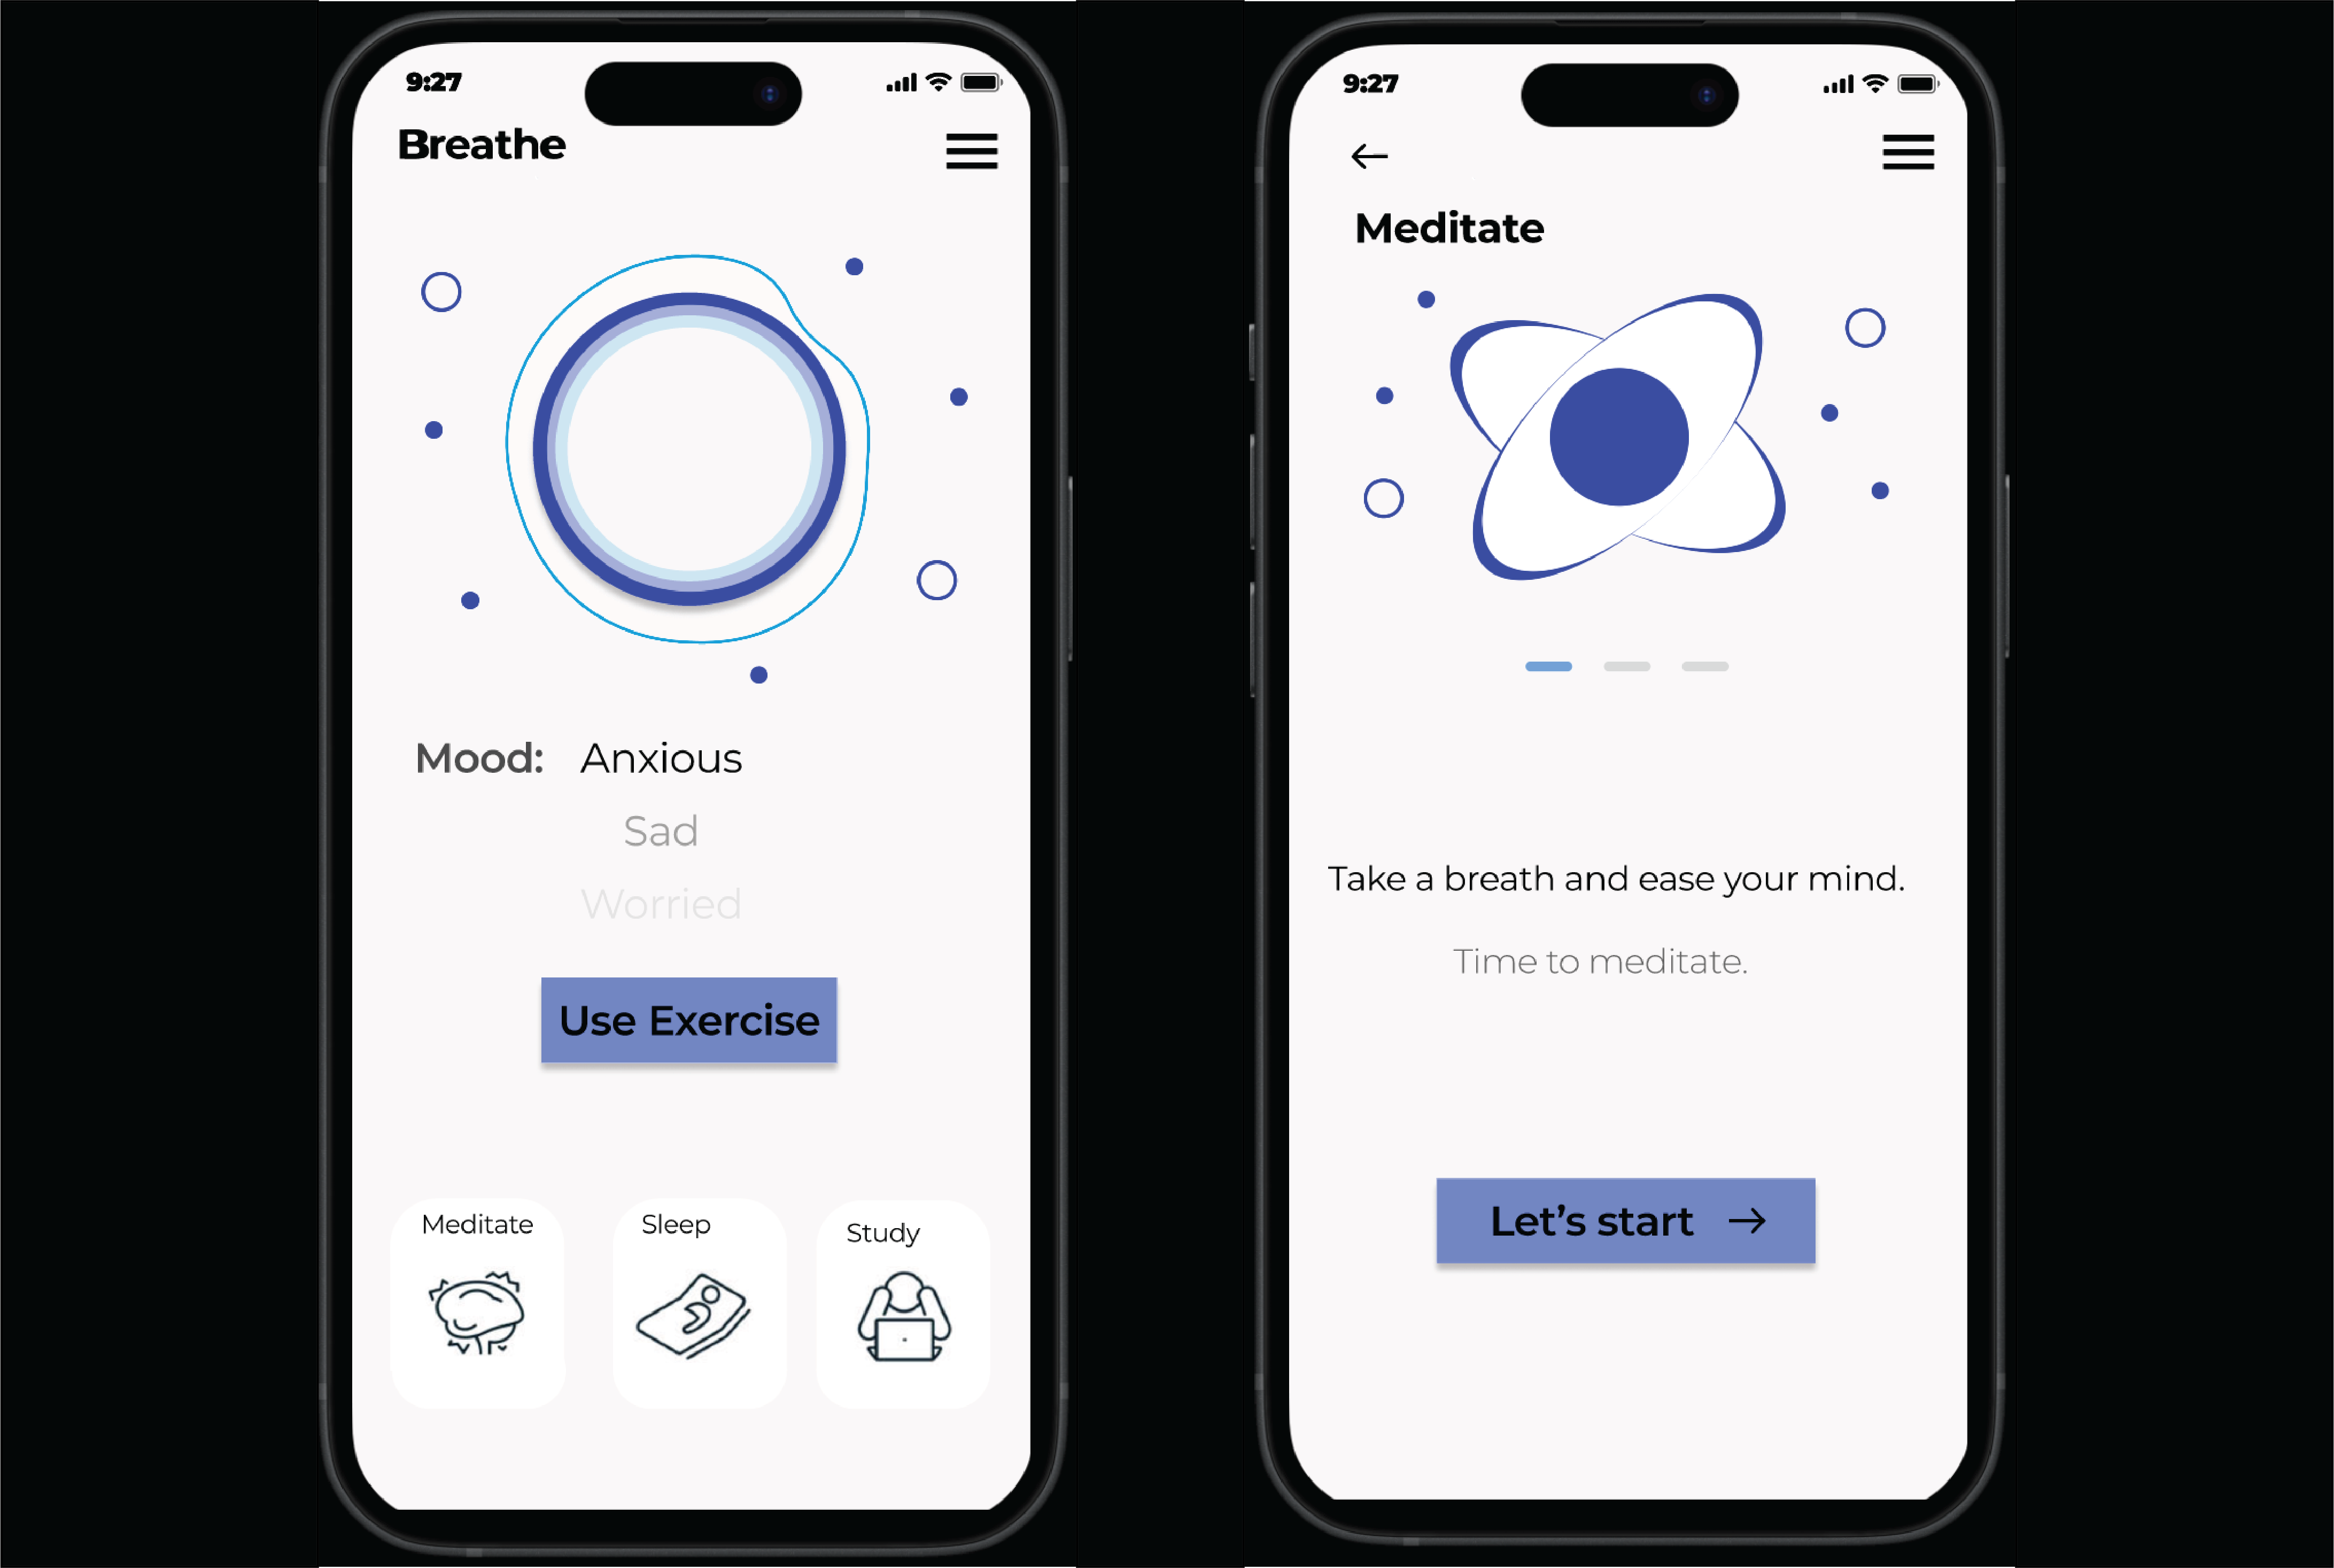 9:27
Breathe
Mood: Anxious
Sad
Worried
Use Exercise
Meditate
Sleep
Study
9:27
Meditate
Take a breath and ease your mind.
Time to meditate.
Let's start